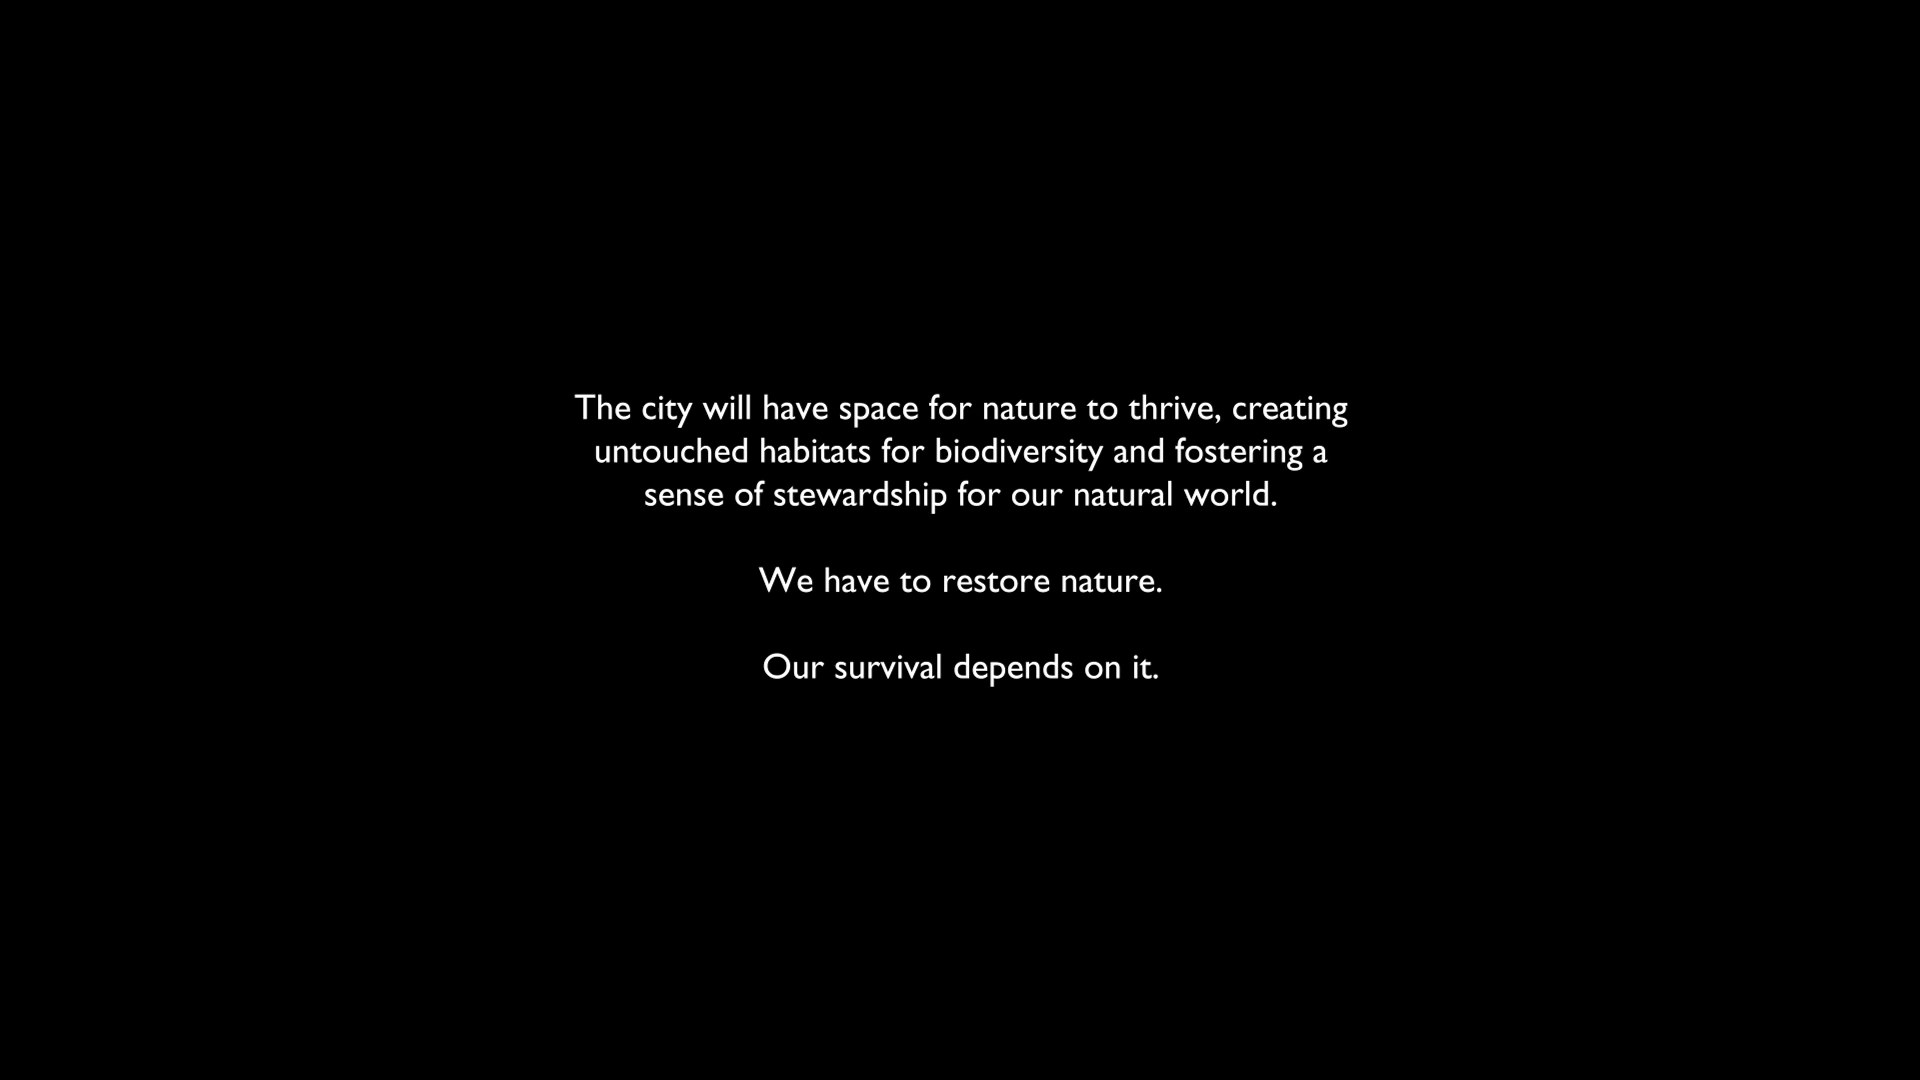 The city will have space for nature to thrive, creating
untouched habitats for biodiversity and fostering a
sense of stewardship for our natural world.
We have to restore nature.
Our survival depends on it.